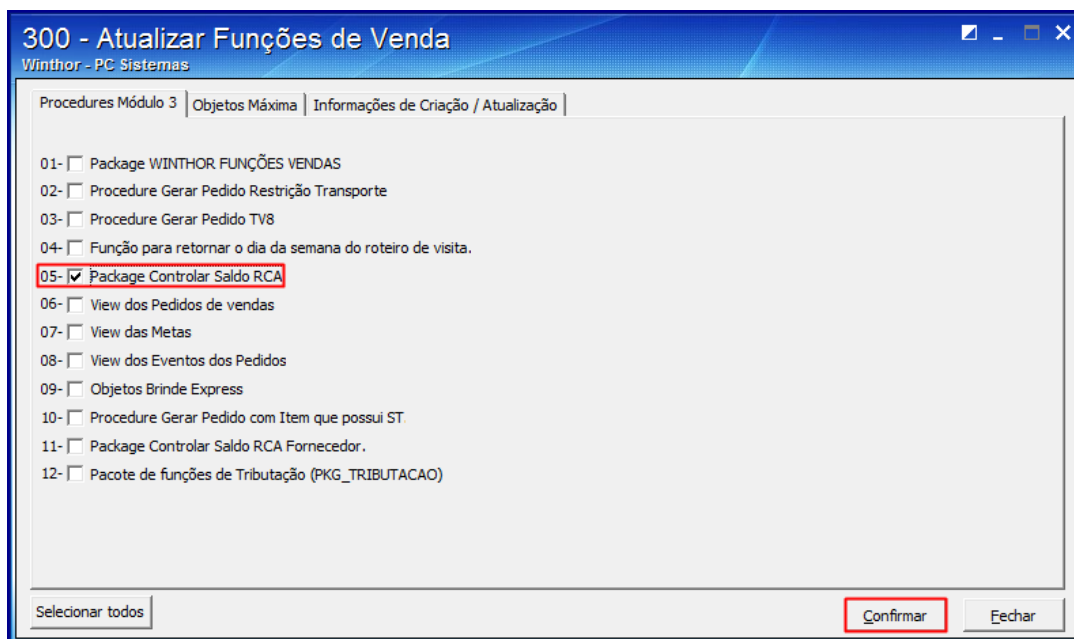 300 - Atualizar Funções de Venda
Winthor - PC Sistemas
Procedures Módulo 3 Objetos Máxima Informações de Criação / Atualização
01- Package WINTHOR FUNÇÕES VENDAS
02- Procedure Gerar Pedido Restrição Transporte
03- Procedure Gerar Pedido TV8
04- Função para retornar o dia da semana do roteiro de visita.
05- Package Controlar Saldo RCA
06- View dos Pedidos de vendas
07- View das Metas
08- View dos Eventos dos Pedidos
09- Objetos Brinde Express
10- Procedure Gerar Pedido com Item que possui ST
11- Package Controlar Saldo RCA Fornecedor.
12- Pacote de funções de Tributação (PKG_TRIBUTACAO)
Selecionar todos Confirmar Fechar